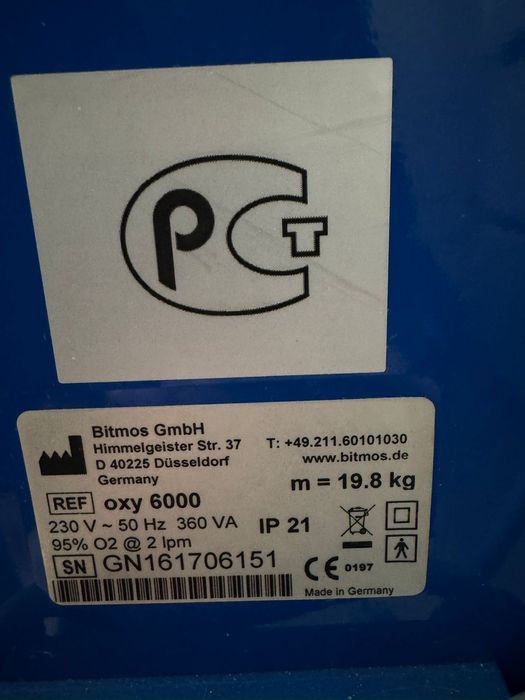 РСТ
Bitmos GmbH
Himmelgeister Str. 37
D 40225 Düsseldorf
Germany
T: +49.211.60101030
www.bitmos.de
m = 19.8 kg
REF oxy 6000
230 V ~ 50 Hz 360 VA
IP 21
95% O2 @ 2 lpm
SN GN161706151
CE 0197
Made in Germany